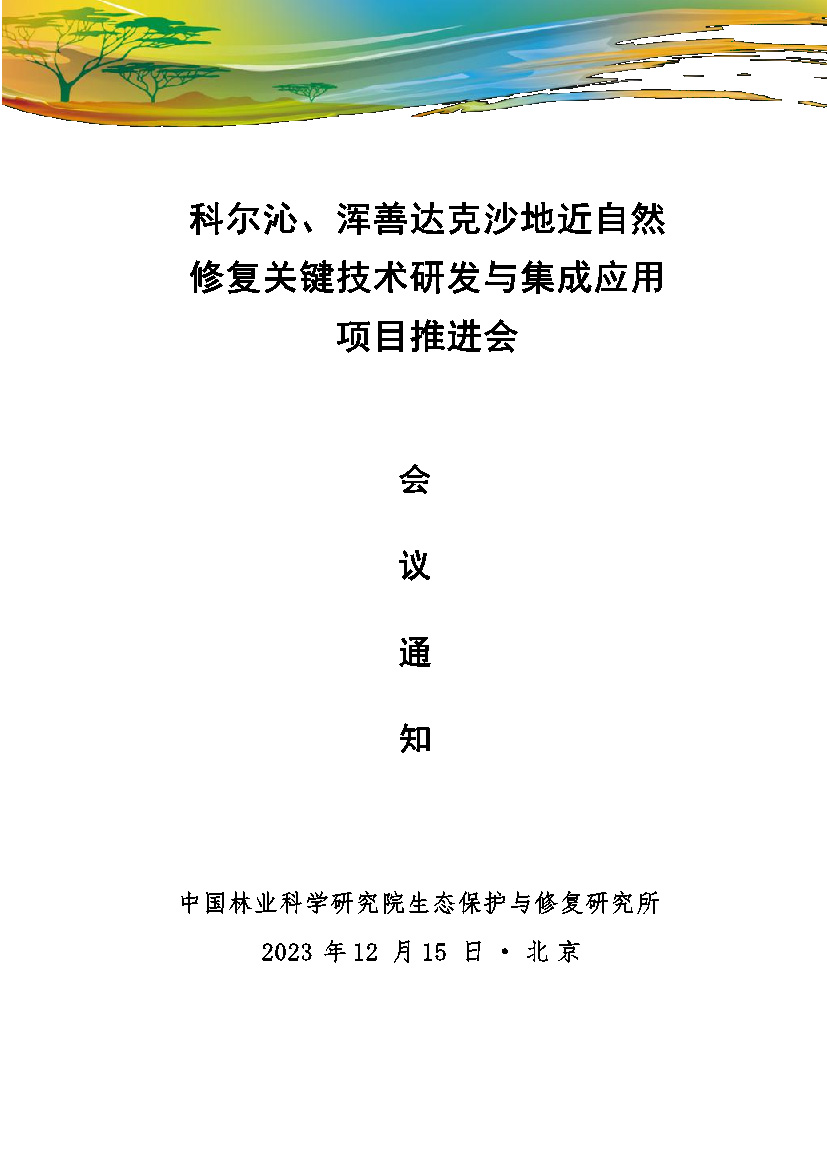 科尔沁、浑善达克沙地近自然
修复关键技术研发与集成应用
项目推进会
会
议
通
知
中国林业科学研究院生态保护与修复研究所
2023 年 12 月 15 日 · 北 京